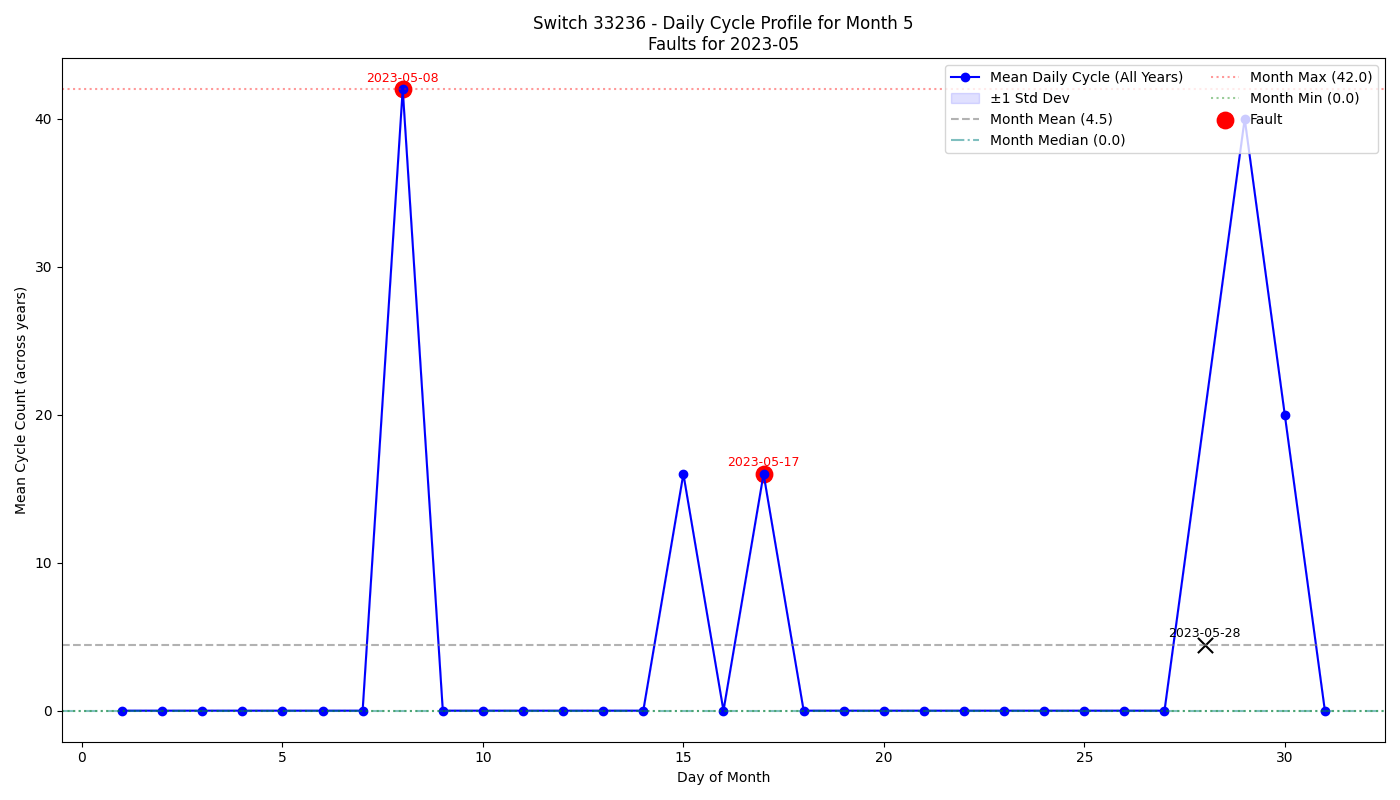 Switch 33236 - Daily Cycle Profile for Month 5
Faults for 2023-05
Mean Daily Cycle (All Years)
±1 Std Dev
Month Mean (4.5)
Month Median (0.0)
Month Max (42.0)
Month Min (0.0)
Fault
2023-05-08
2023-05-17
2023-05-28
Mean Cycle Count (across years)
40
30
20
10
0
0 5 10 15 20 25 30
Day of Month